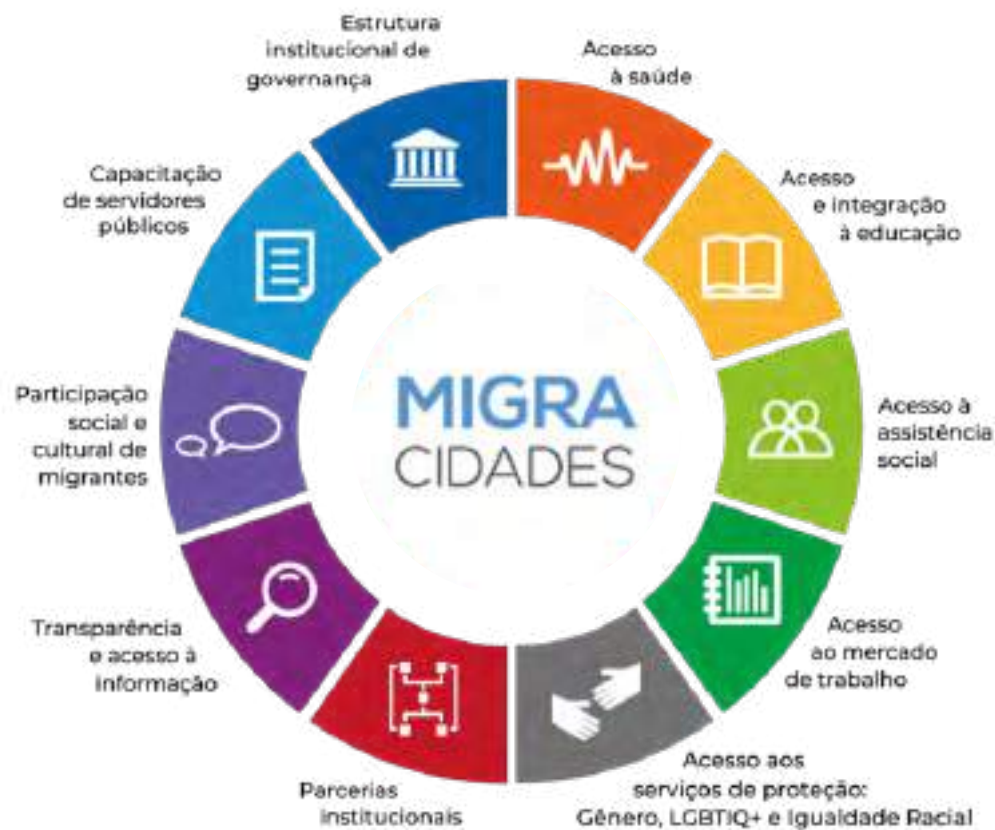 Estrutura
institucional de
governança
Acesso
à saúde
Acesso
e integração
à educação
Acesso à
assistência
social
Acesso
ao mercado
de trabalho
Acesso aos
serviços de proteção:
Gênero, LGBTIQ+ e Igualdade Racial
Parcerias
institucionais
Transparência
e acesso à
informação
Participação
social e
cultural de
migrantes
Capacitação
de servidores
públicos
MIGRA
CIDADES